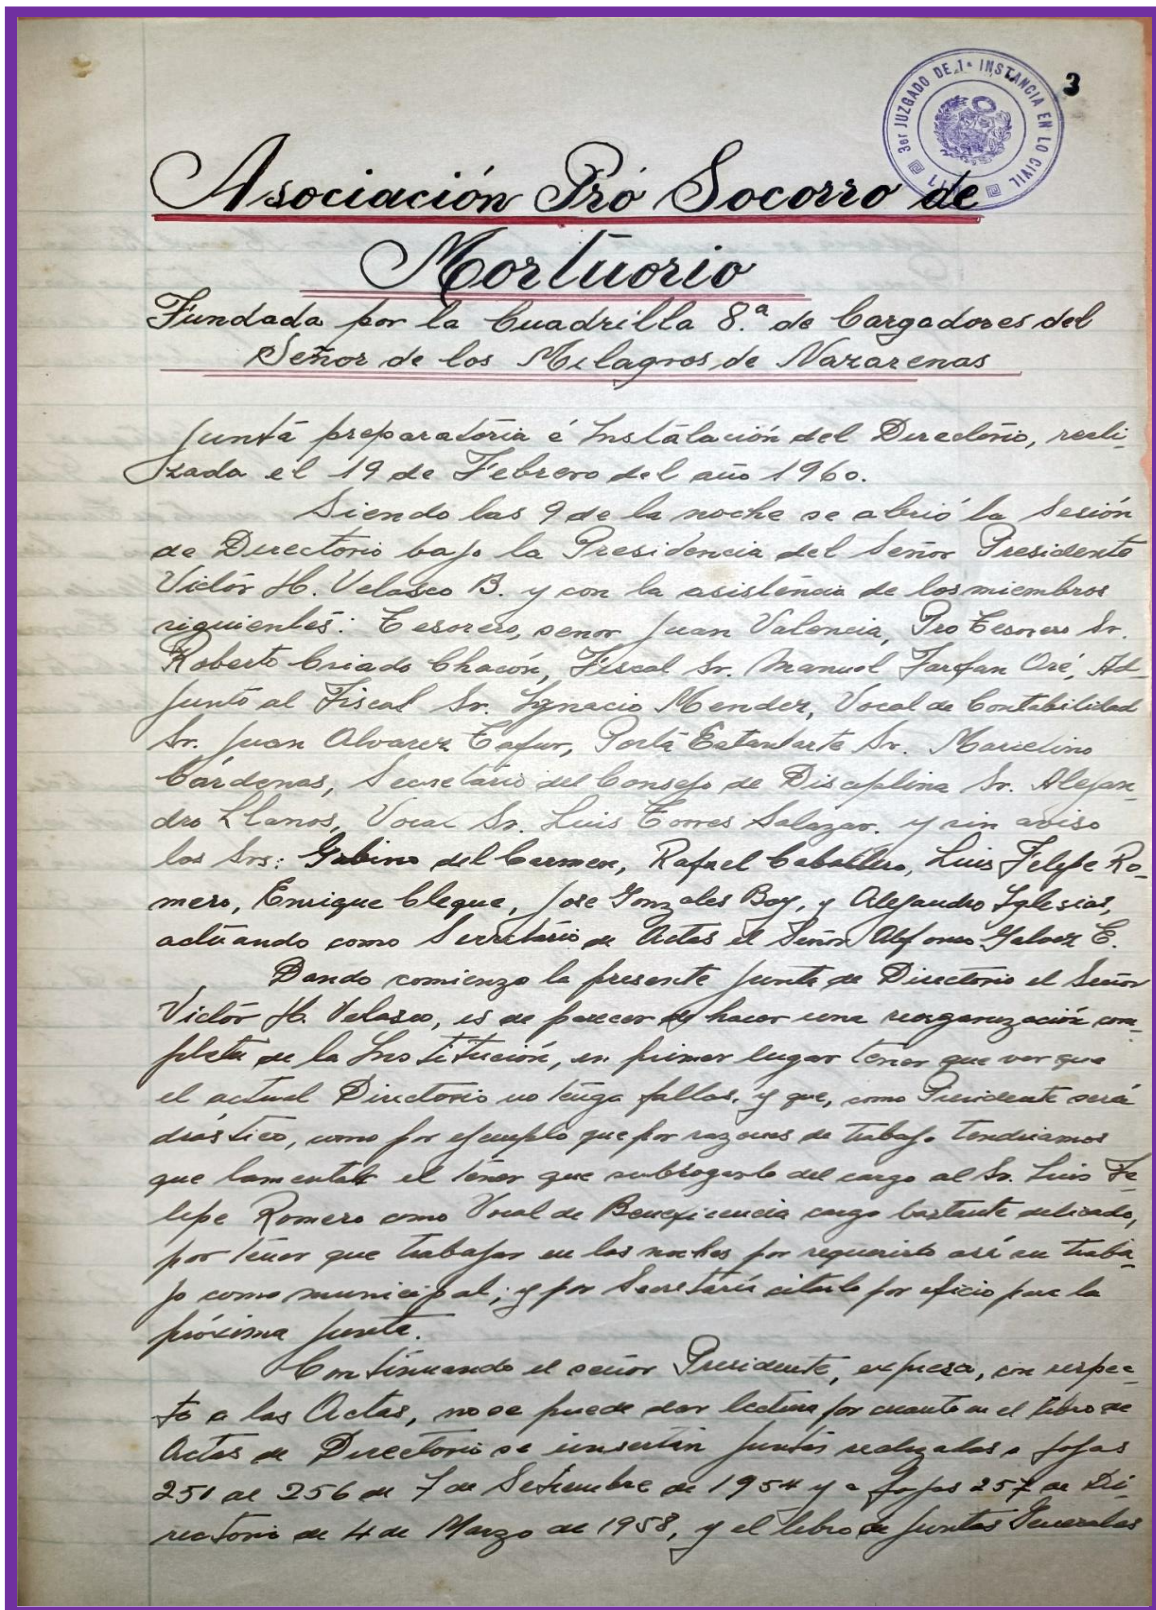 3
3er JUZGADO DE 1a INSTANCIA EN LO CIVIL
LIMA
Asociación Pró Socorro de
Mortuorio
Fundada por la Cuadrilla 8.ª de Cargadores del
Señor de los Milagros de Nazarenas
Junta preparatoria é Instalación del Directorio, reali-
zada el 19 de Febrero del año 1960.
Siendo las 9 de la noche se abrió la Sesión
de Directorio bajo la Presidencia del Señor Presidente
Victór H. Velasco B. y con la asistencia de los miembros
siguientes: Tesorero, señor Juan Valencia, Pro Tesorero Sr.
Roberto Criado Chacón, Fiscal Sr. Manuel Farfan Oré, Ad-
junto al Fiscal Sr. Ignacio Mendez, Vocal de Contabilidad
Sr. Juan Alvarez Tafur, Porta Estandarte Sr. Marcelino
Cárdenas, Secretario del Consejo de Disciplina Sr. Alejan-
dro Llanos, Vocal Sr. Luis Torres Salazar. y sin aviso
los Srs: Gabino del Carmen, Rafael Caballero, Luis Felipe Ro-
mero, Enrique Cleque, Jose Gonzales Boy, y Alejandro Iglesias,
actúando como Secretario de Actas el Señor Alfonso Galvez E.
Dando comienzo la presente Junta de Directorio el Señor
Victór H. Velasco, es de parecer de hacer una reorganización com-
pleta de la Institución, en primer lugar tener que ver que
el actual Directorio no tenga fallas, y que, como Presidente será
drástico, como por ejemplo que por razones de trabajo tendriamos
que lamentar el tener que subrogarlo del cargo al Sr. Luis Fe-
lipe Romero como Vocal de Beneficencia cargo bastante delicado,
por tener que trabajar en las noches por requerirlo así su traba-
jo como municipal; y por Secretaría citarlo por oficio para la
próxima Junta.
Continuando el señor Presidente, expresa, con respec-
to a las Actas, no se puede dar lectura por cuanto en el libro de
Actas de Directorio se insertan Juntas realizadas a fojas
251 al 256 de 7 de Setiembre de 1954 y a fojas 257 de Di-
rectorio de 4 de Marzo de 1958, y el libro de Juntas Generales